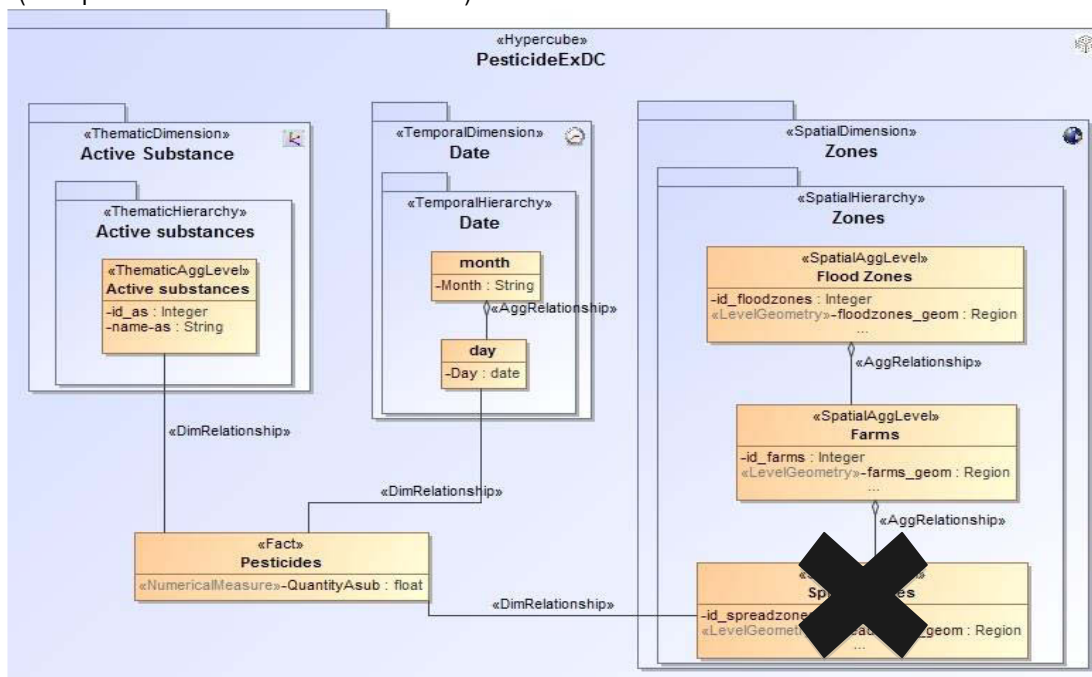 «Hypercube»
PesticideExDC
«ThematicDimension»
Active Substance
«ThematicHierarchy»
Active substances
«ThematicAggLevel»
Active substances
-id_as : Integer
-name-as : String
«DimRelationship»
«TemporalDimension»
Date
«TemporalHierarchy»
Date
month
-Month : String
«AggRelationship»
day
-Day : date
«DimRelationship»
«SpatialDimension»
Zones
«SpatialHierarchy»
Zones
«SpatialAggLevel»
Flood Zones
-id_floodzones : Integer
«LevelGeometry»-floodzones_geom : Region
...
«AggRelationship»
«SpatialAggLevel»
Farms
-id_farms : Integer
«LevelGeometry»-farms_geom : Region
...
«AggRelationship»
-id_spreadzone
geom : Region
...
«Fact»
Pesticides
«NumericalMeasure»-QuantityAsub : float
«DimRelationship»